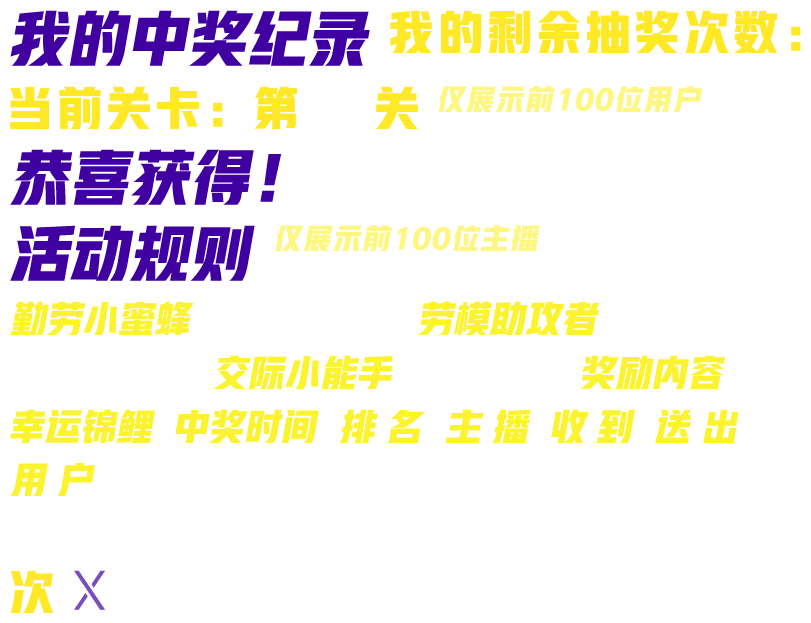 我的中奖纪录 我的剩余抽奖次数：
当前关卡：第 关 仅展示前100位用户
恭喜获得！
活动规则 仅展示前100位主播
勤劳小蜜蜂 劳模助攻者
交际小能手 奖励内容
幸运锦鲤 中奖时间 排名 主播 收到 送出
用户
次 X